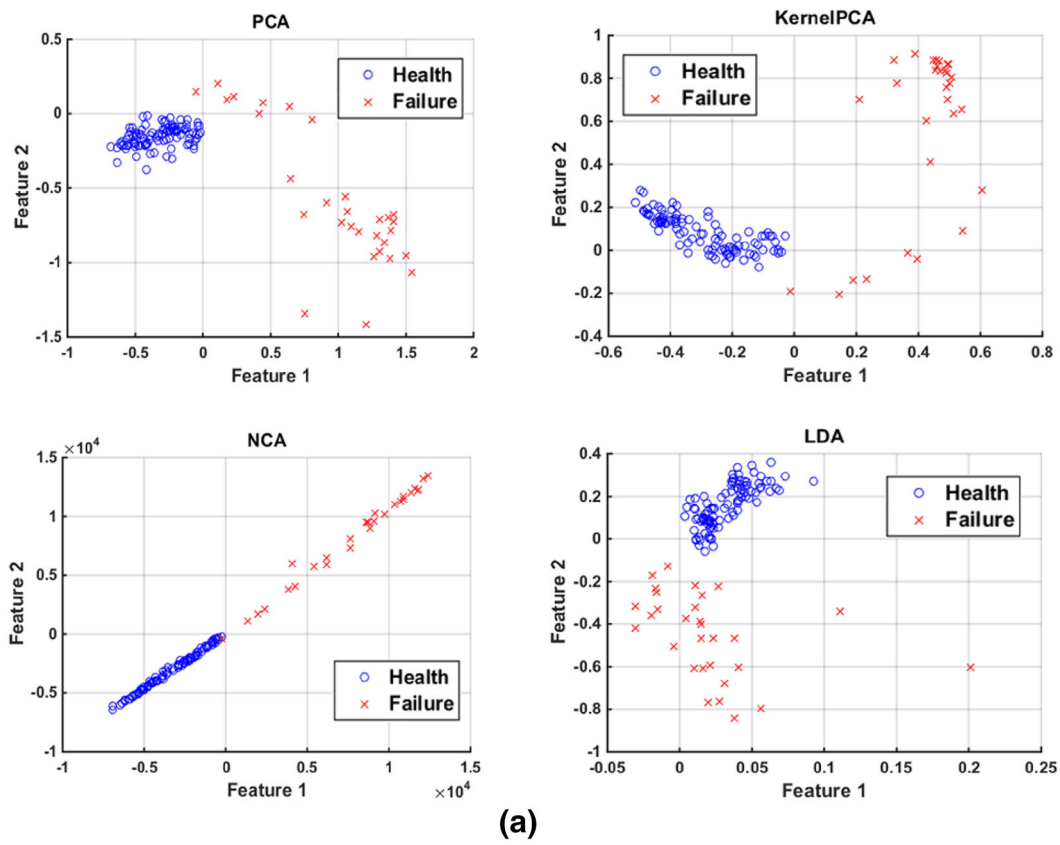 PCA
0.5
0
-0.5
-1
-1.5
Feature 2
-1 -0.5 0 0.5 1 1.5 2
Feature 1
Health
Failure
KernelPCA
1
0.8
0.6
0.4
0.2
0
-0.2
-0.4
Feature 2
-0.6 -0.4 -0.2 0 0.2 0.4 0.6 0.8
Feature 1
Health
Failure
NCA
×10⁴
1.5
1
0.5
0
-0.5
-1
Feature 2
-1 -0.5 0 0.5 1 1.5
Feature 1
×10⁴
Health
Failure
LDA
0.4
0.2
0
-0.2
-0.4
-0.6
-0.8
-1
Feature 2
-0.05 0 0.05 0.1 0.15 0.2 0.25
Feature 1
Health
Failure
(a)